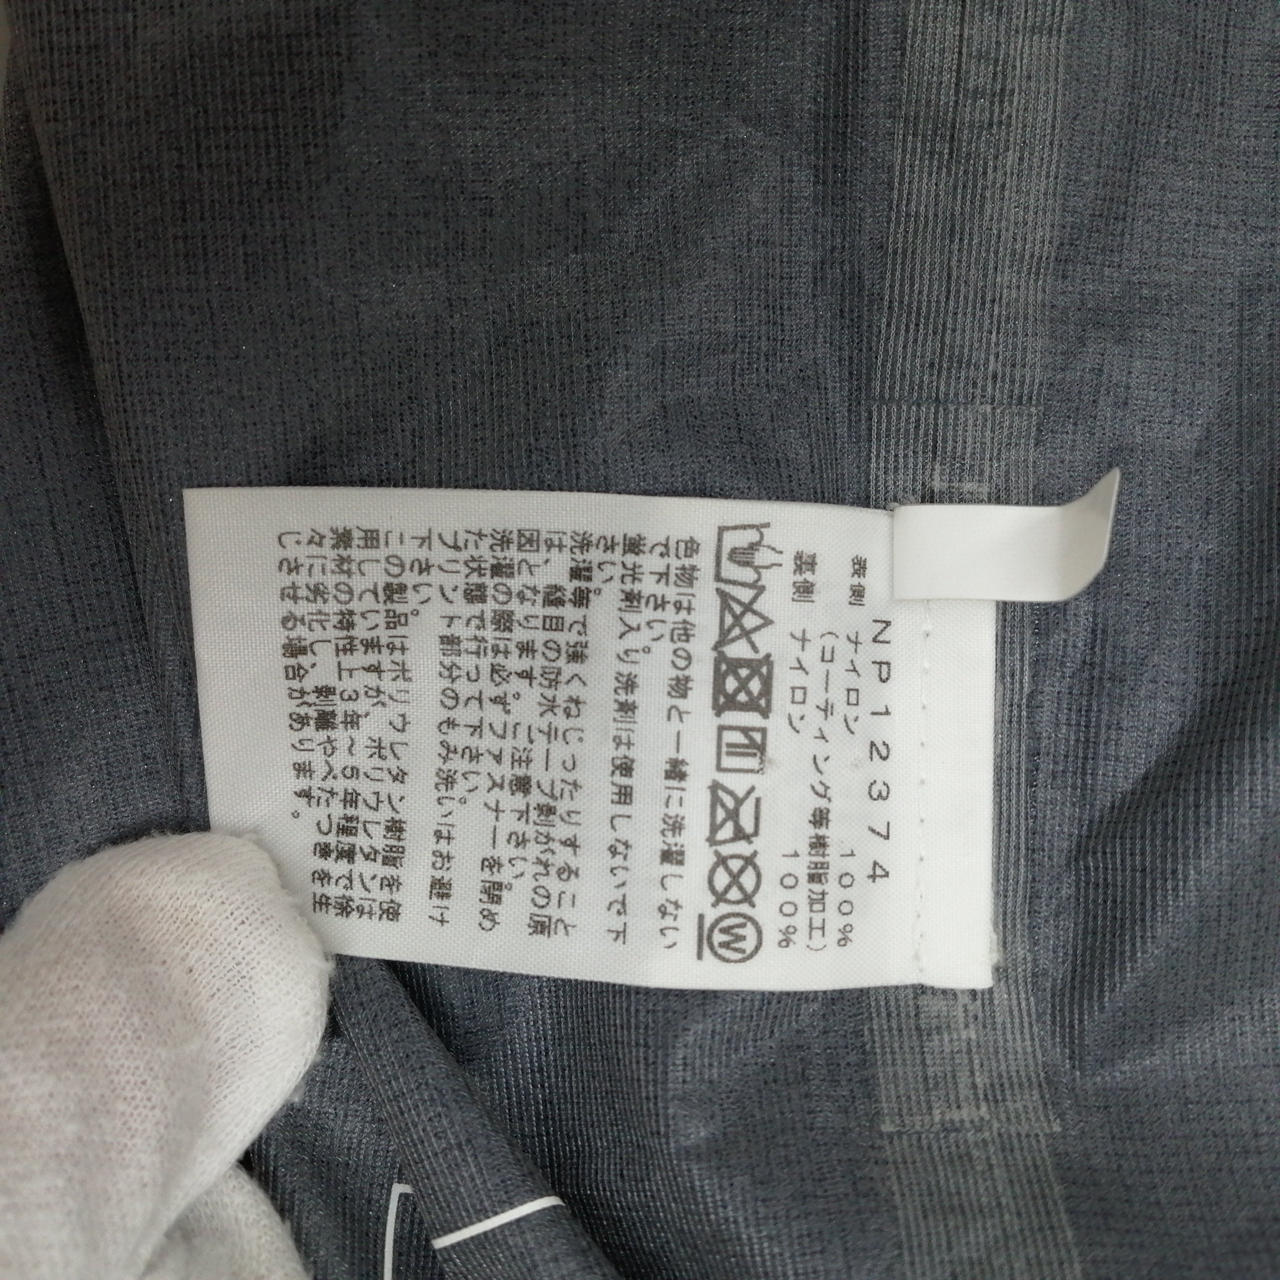 NP12374
表側 ナイロン 100%
(コーティング等樹脂加工)
裏側 ナイロン 100%
W
色物は他の物と一緒に洗濯しない
で下さい。
蛍光剤入り洗剤は使用しないで下
さい。
洗濯等で強くねじったりすること
は、縫目の防水テープ剥がれの原
因となります。ご注意下さい。
洗濯の際は必ずファスナーを閉め
た状態で行って下さい。
プリント部分のもみ洗いはお避け
下さい。
この製品はポリウレタン樹脂を使
用していますが、ポリウレタンは
素材の特性上3年～5年程度で徐
々に劣化し、剥離やべたつきを生
じさせる場合があります。